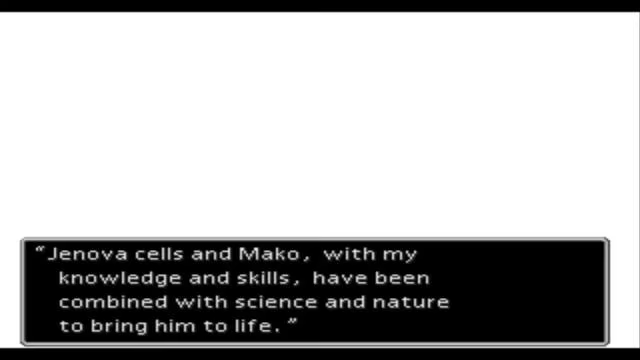 “Jenova cells and Mako, with my
knowledge and skills, have been
combined with science and nature
to bring him to life.”